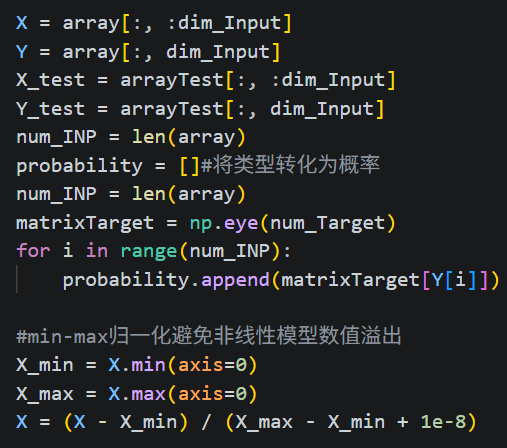 X = array[:, :dim_Input]
Y = array[:, dim_Input]
X_test = arrayTest[:, :dim_Input]
Y_test = arrayTest[:, dim_Input]
num_INP = len(array)
probability = []#将类型转化为概率
num_INP = len(array)
matrixTarget = np.eye(num_Target)
for i in range(num_INP):
    probability.append(matrixTarget[Y[i]])
#min-max归一化避免非线性模型数值溢出
X_min = X.min(axis=0)
X_max = X.max(axis=0)
X = (X - X_min) / (X_max - X_min + 1e-8)